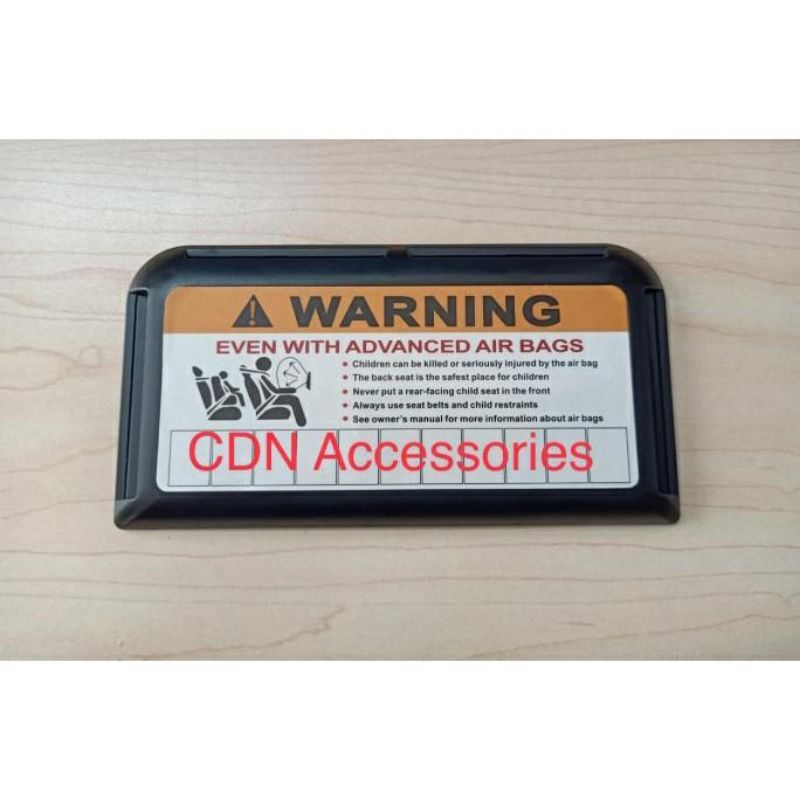 WARNING
EVEN WITH ADVANCED AIR BAGS
• Children can be killed or seriously injured by the air bag
• The back seat is the safest place for children
• Never put a rear-facing child seat in the front
• Always use seat belts and child restraints
• See owner's manual for more information about air bags
CDN Accessories